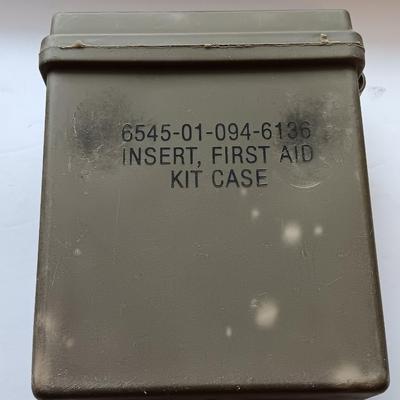 6545-01-094-6136
INSERT, FIRST AID
KIT CASE